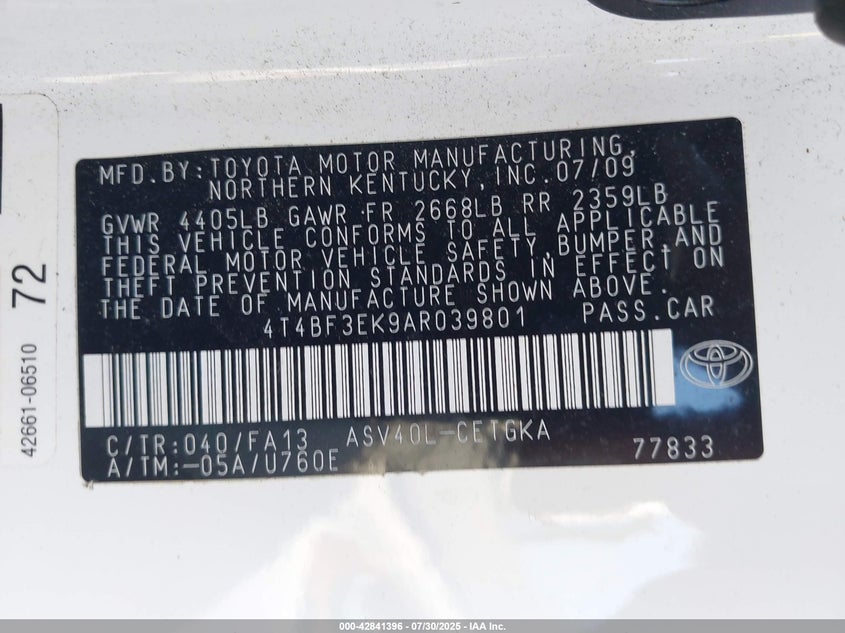 MFD.BY:TOYOTA MOTOR MANUFACTURING,
NORTHERN KENTUCKY,INC.07/09
GVWR 4405LB GAWR FR 2668LB RR 2359LB
THIS VEHICLE CONFORMS TO ALL APPLICABLE
FEDERAL MOTOR VEHICLE SAFETY,BUMPER,AND
THEFT PREVENTION STANDARDS IN EFFECT ON
THE DATE OF MANUFACTURE SHOWN ABOVE.
4T4BF3EK9AR039801 PASS.CAR
C/TR:040/FA13 ASV40L-CETGKA
A/TM:-05A/U760E 77833
42661-06510 72
000-42841396 - 07/30/2025 - IAA Inc.